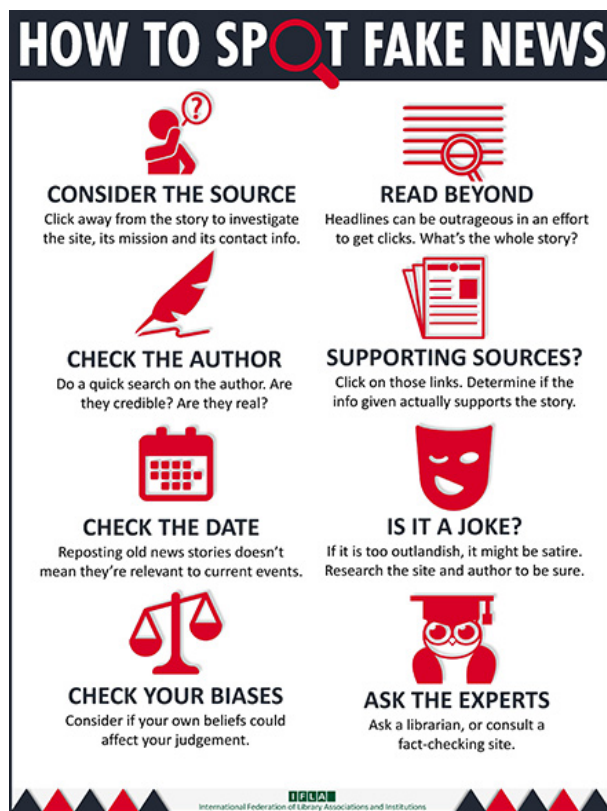 HOW TO SPOT FAKE NEWS
?
CONSIDER THE SOURCE
Click away from the story to investigate
the site, its mission and its contact info.
READ BEYOND
Headlines can be outrageous in an effort
to get clicks. What's the whole story?
CHECK THE AUTHOR
Do a quick search on the author. Are
they credible? Are they real?
SUPPORTING SOURCES?
Click on those links. Determine if the
info given actually supports the story.
CHECK THE DATE
Reposting old news stories doesn't
mean they're relevant to current events.
IS IT A JOKE?
If it is too outlandish, it might be satire.
Research the site and author to be sure.
CHECK YOUR BIASES
Consider if your own beliefs could
affect your judgement.
ASK THE EXPERTS
Ask a librarian, or consult a
fact-checking site.
IFLA
International Federation of Library Associations and Institutions